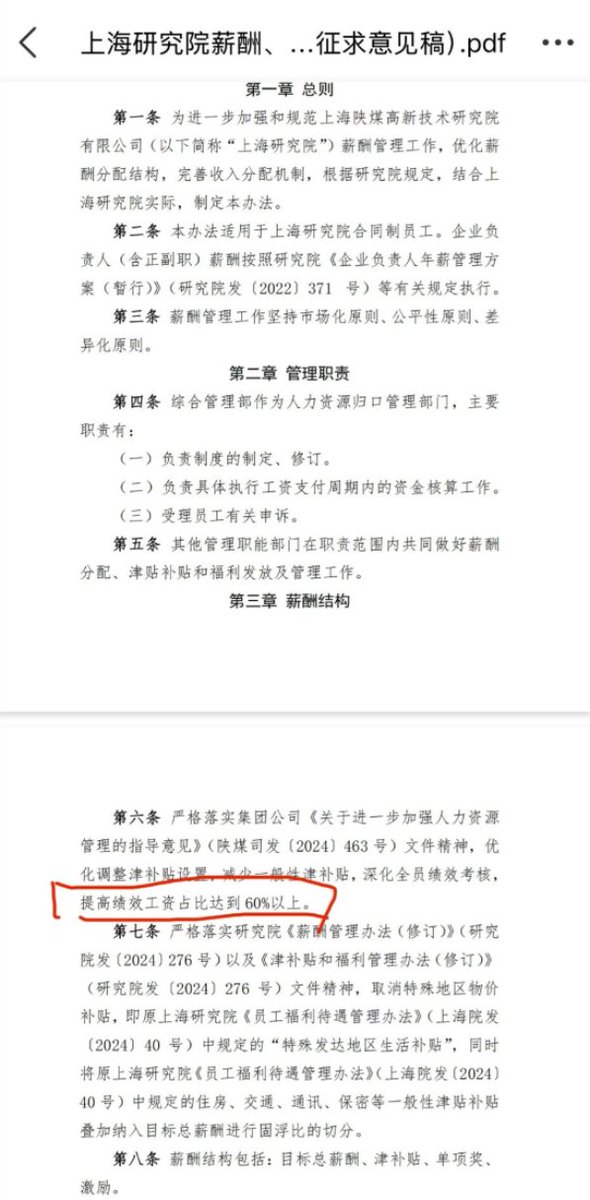 上海研究院薪酬、...征求意见稿).pdf
第一章 总则
第一条 为进一步加强和规范上海陕煤高新技术研究院
有限公司（以下简称“上海研究院”）薪酬管理工作，优化薪
酬分配结构，完善收入分配机制，根据研究院规定，结合上
海研究院实际，制定本办法。
第二条 本办法适用于上海研究院合同制员工。企业负
责人（含正副职）薪酬按照研究院《企业负责人年薪管理方
案（暂行）》（研究院发〔2022〕371 号）等有关规定执行。
第三条 薪酬管理工作坚持市场化原则、公平性原则、差
异化原则。
第二章 管理职责
第四条 综合管理部作为人力资源归口管理部门，主要
职责有：
（一）负责制度的制定、修订。
（二）负责具体执行工资支付周期内的资金核算工作。
（三）受理员工有关申诉。
第五条 其他管理职能部门在职责范围内共同做好薪酬
分配、津贴补贴和福利发放及管理工作。
第三章 薪酬结构
第六条 严格落实集团公司《关于进一步加强人力资源
管理的指导意见》（陕煤司发〔2024〕463 号）文件精神，优
化调整津补贴设置，减少一般性津补贴，深化全员绩效考核，
提高绩效工资占比达到 60%以上。
第七条 严格落实研究院《薪酬管理办法（修订）》（研究
院发〔2024〕276 号）以及《津补贴和福利管理办法（修订）》
（研究院发〔2024〕276 号）文件精神，取消特殊地区物价
补贴，即原上海研究院《员工福利待遇管理办法》（上海院发
〔2024〕40 号）中规定的“特殊发达地区生活补贴”，同时
将原上海研究院《员工福利待遇管理办法》（上海院发〔2024〕
40 号）中规定的住房、交通、通讯、保密等一般性津贴补贴
叠加纳入目标总薪酬进行固浮比的切分。
第八条 薪酬结构包括：目标总薪酬、津补贴、单项奖、
激励。